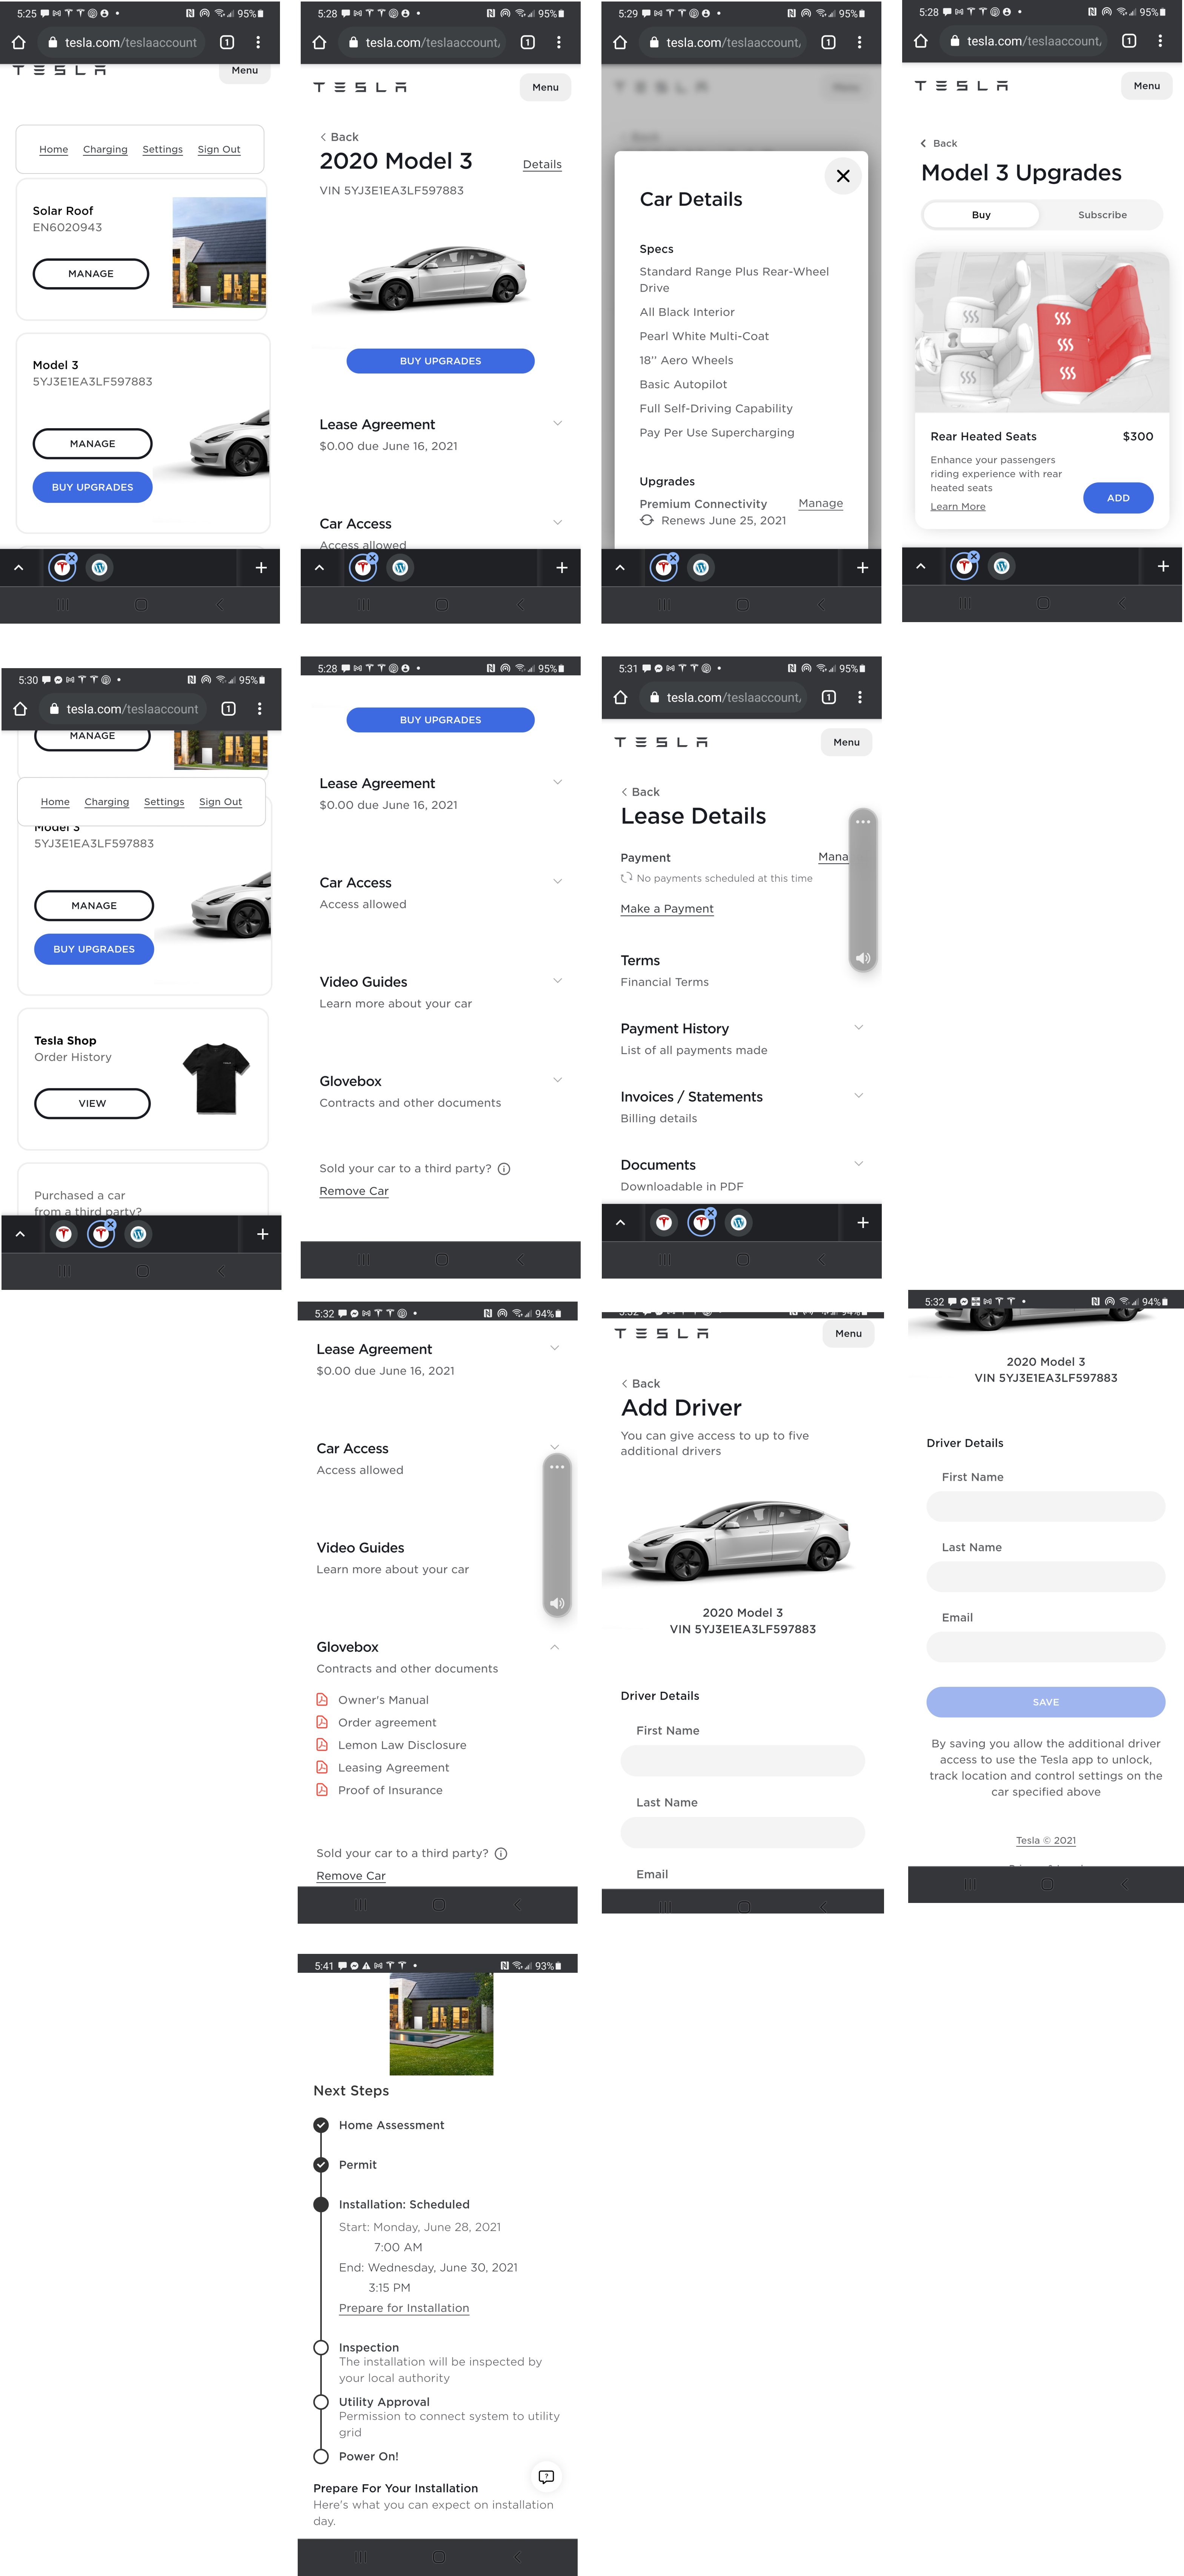 5:25 95%
tesla.com/teslaaccount 1
TESLA Menu
Home Charging Settings Sign Out
Solar Roof
EN6020943
MANAGE
Model 3
5YJ3E1EA3LF597883
MANAGE
BUY UPGRADES
5:28 95%
tesla.com/teslaaccount, 1
TESLA Menu
Back
2020 Model 3 Details
VIN 5YJ3E1EA3LF597883
BUY UPGRADES
Lease Agreement
$0.00 due June 16, 2021
Car Access
Access allowed
5:29 95%
tesla.com/teslaaccount, 1
Car Details
Specs
Standard Range Plus Rear-Wheel
Drive
All Black Interior
Pearl White Multi-Coat
18'' Aero Wheels
Basic Autopilot
Full Self-Driving Capability
Pay Per Use Supercharging
Upgrades
Premium Connectivity Manage
Renews June 25, 2021
5:28 95%
tesla.com/teslaaccount, 1
TESLA Menu
Back
Model 3 Upgrades
Buy Subscribe
Rear Heated Seats $300
Enhance your passengers
riding experience with rear
heated seats
Learn More
ADD
5:30 95%
tesla.com/teslaaccount 1
MANAGE
Home Charging Settings Sign Out
Model 3
5YJ3E1EA3LF597883
MANAGE
BUY UPGRADES
Tesla Shop
Order History
VIEW
Purchased a car
from a third party?
5:28 95%
BUY UPGRADES
Lease Agreement
$0.00 due June 16, 2021
Car Access
Access allowed
Video Guides
Learn more about your car
Glovebox
Contracts and other documents
Sold your car to a third party?
Remove Car
5:31 95%
tesla.com/teslaaccount, 1
TESLA Menu
Back
Lease Details
Payment Mana
No payments scheduled at this time
Make a Payment
Terms
Financial Terms
Payment History
List of all payments made
Invoices / Statements
Billing details
Documents
Downloadable in PDF
5:32 94%
Lease Agreement
$0.00 due June 16, 2021
Car Access
Access allowed
Video Guides
Learn more about your car
Glovebox
Contracts and other documents
Owner's Manual
Order agreement
Lemon Law Disclosure
Leasing Agreement
Proof of Insurance
Sold your car to a third party?
Remove Car
5:32 94%
TESLA Menu
Back
Add Driver
You can give access to up to five
additional drivers
2020 Model 3
VIN 5YJ3E1EA3LF597883
Driver Details
First Name
Last Name
Email
5:32 94%
2020 Model 3
VIN 5YJ3E1EA3LF597883
Driver Details
First Name
Last Name
Email
SAVE
By saving you allow the additional driver
access to use the Tesla app to unlock,
track location and control settings on the
car specified above
Tesla © 2021
5:41 93%
Next Steps
Home Assessment
Permit
Installation: Scheduled
Start: Monday, June 28, 2021
7:00 AM
End: Wednesday, June 30, 2021
3:15 PM
Prepare for Installation
Inspection
The installation will be inspected by
your local authority
Utility Approval
Permission to connect system to utility
grid
Power On!
Prepare For Your Installation
Here's what you can expect on installation
day.